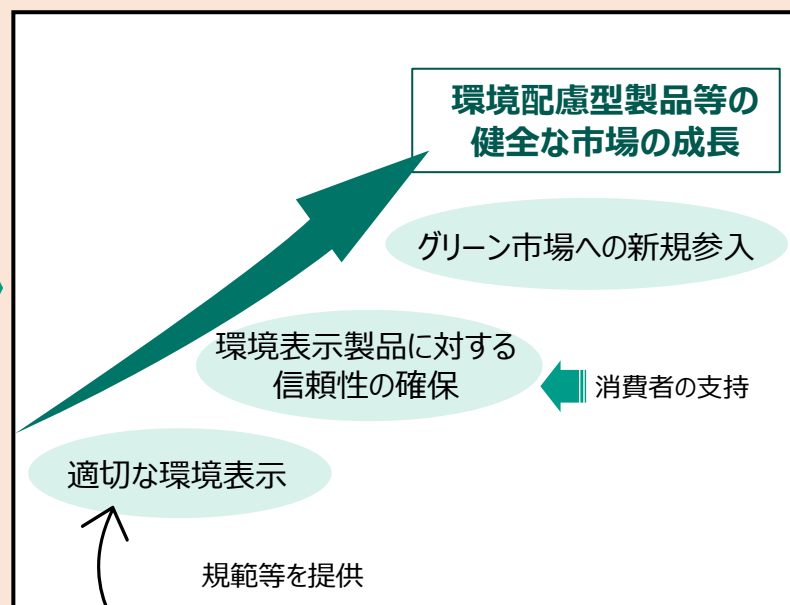 環境配慮型製品等の
健全な市場の成長
グリーン市場への新規参入
環境表示製品に対する
信頼性の確保
消費者の支持
適切な環境表示
規範等を提供